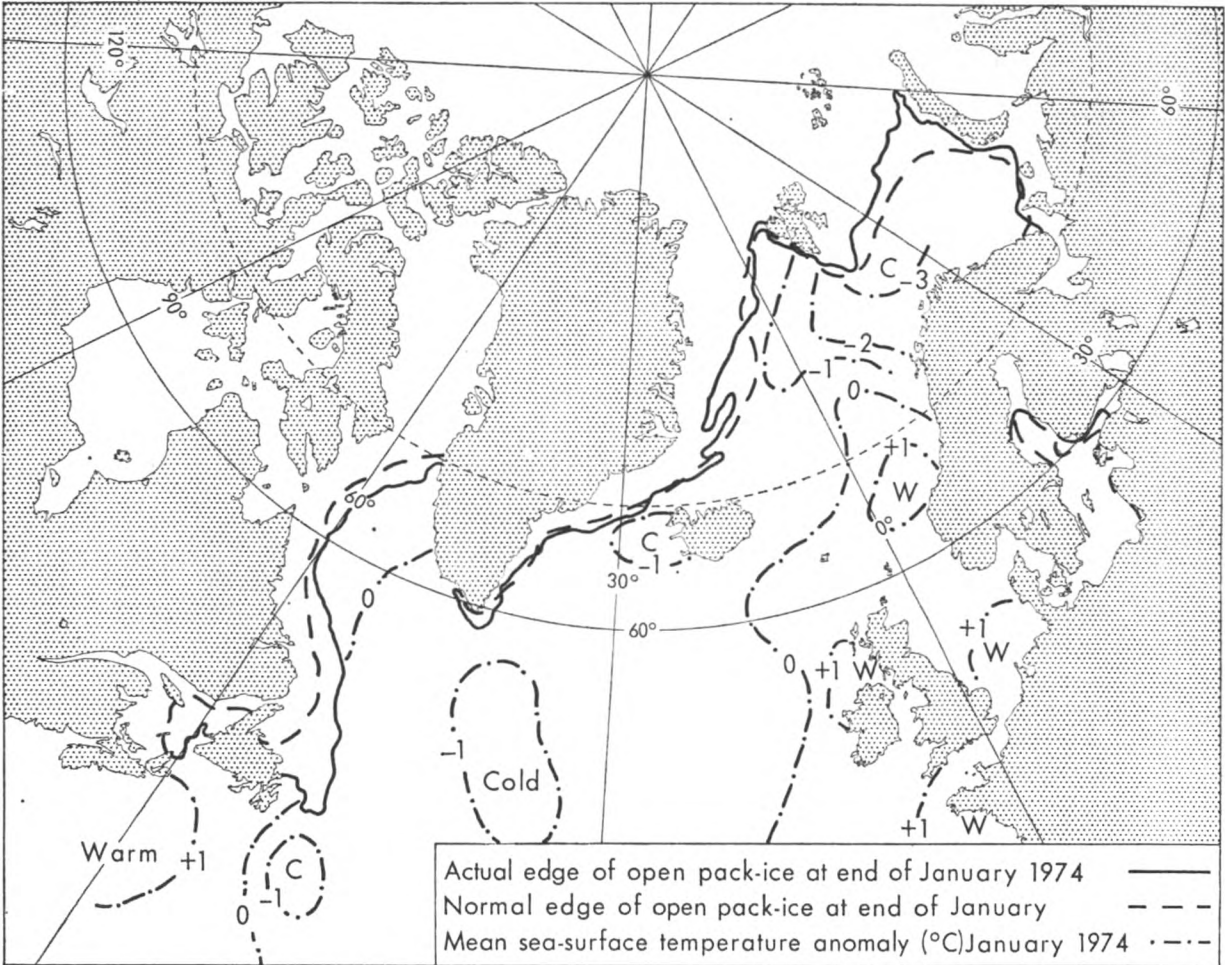 120°
60°
90°
C
-3
-2
30°
-1
0
+1
W
60°
0°
C
-1
30°
0
60°
+1
W
0
+1
W
-1
Cold
Warm
+1
C
-1
0
+1
W
Actual edge of open pack-ice at end of January 1974
Normal edge of open pack-ice at end of January
Mean sea-surface temperature anomaly (°C)January 1974